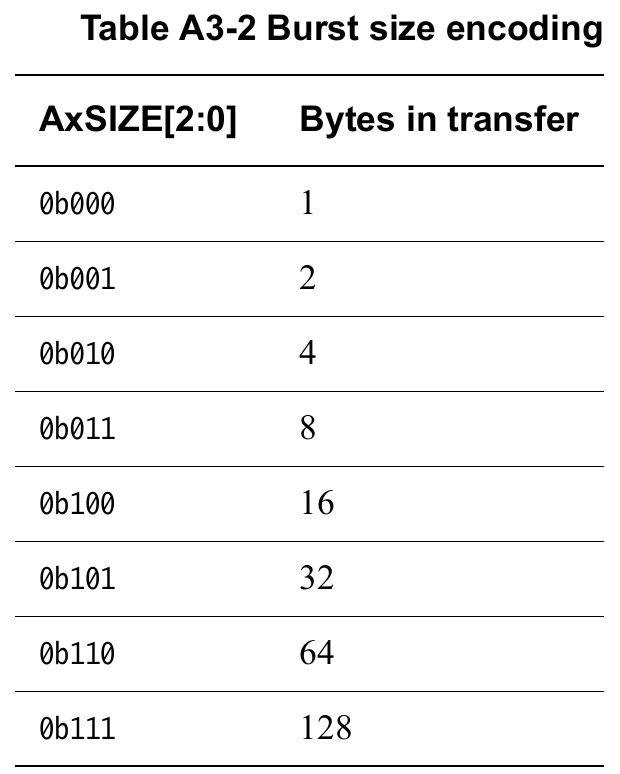 Table A3-2 Burst size encoding
AxSIZE[2:0] Bytes in transfer
0b000 1
0b001 2
0b010 4
0b011 8
0b100 16
0b101 32
0b110 64
0b111 128